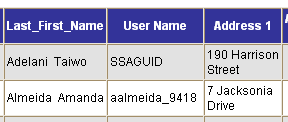 Last_First_Name User Name Address 1
Adelani Taiwo SSAGUID 190 Harrison
Street
Almeida Amanda aalmeida_9418 7 Jacksonia
Drive